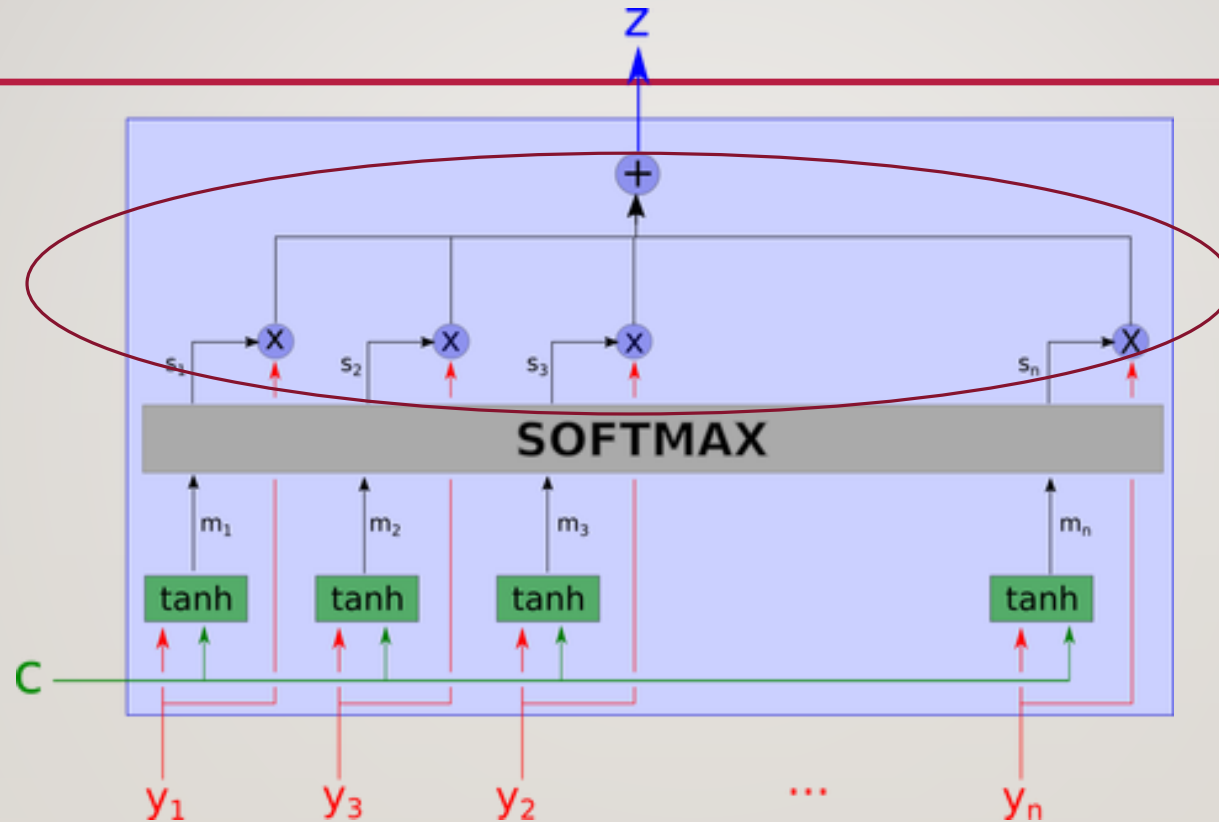 Z
+
X X X X
s₁ s₂ s₃ sₙ
SOFTMAX
m₁ m₂ m₃ mₙ
tanh tanh tanh tanh
C
y₁ y₃ y₂ ... yₙ